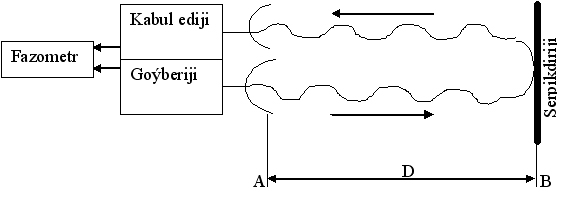 Kabul ediji
Fazometr
Goýberiji
Serpikdiriji
A
D
B